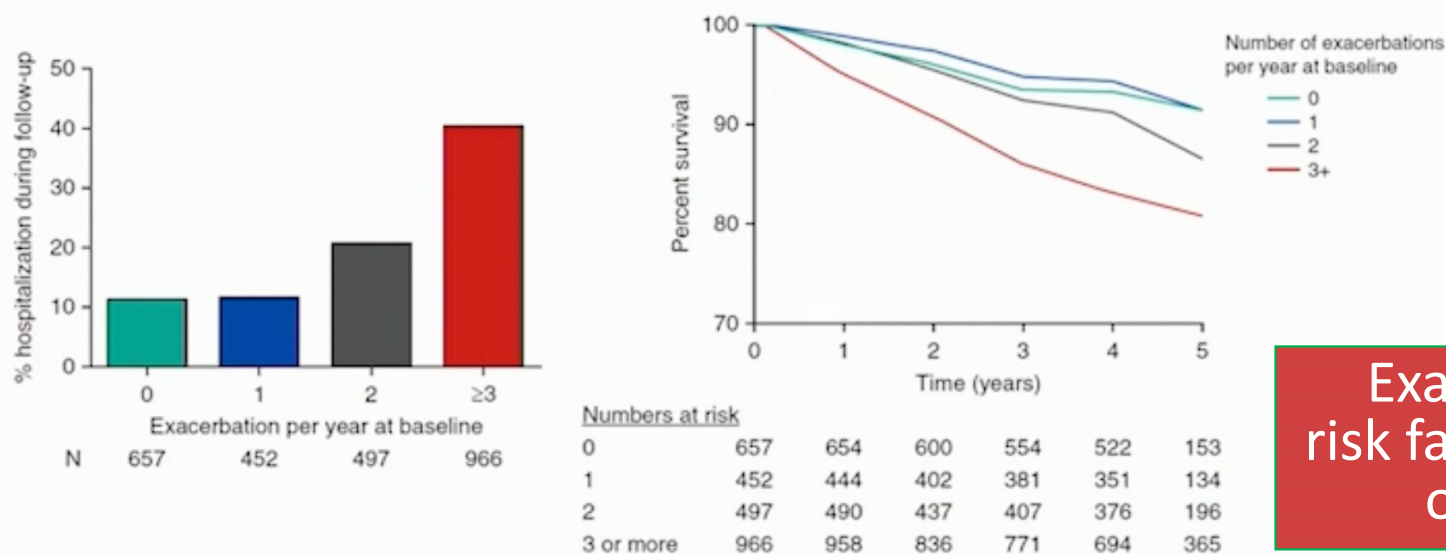 % hospitalization during follow-up
50
40
30
20
10
0
0 1 2 ≥3
Exacerbation per year at baseline
N 657 452 497 966
Percent survival
100
90
80
70
0 1 2 3 4 5
Time (years)
Number of exacerbations
per year at baseline
0
1
2
3+
Numbers at risk
0 657 654 600 554 522 153
1 452 444 402 381 351 134
2 497 490 437 407 376 196
3 or more 966 958 836 771 694 365
Exa
risk fa